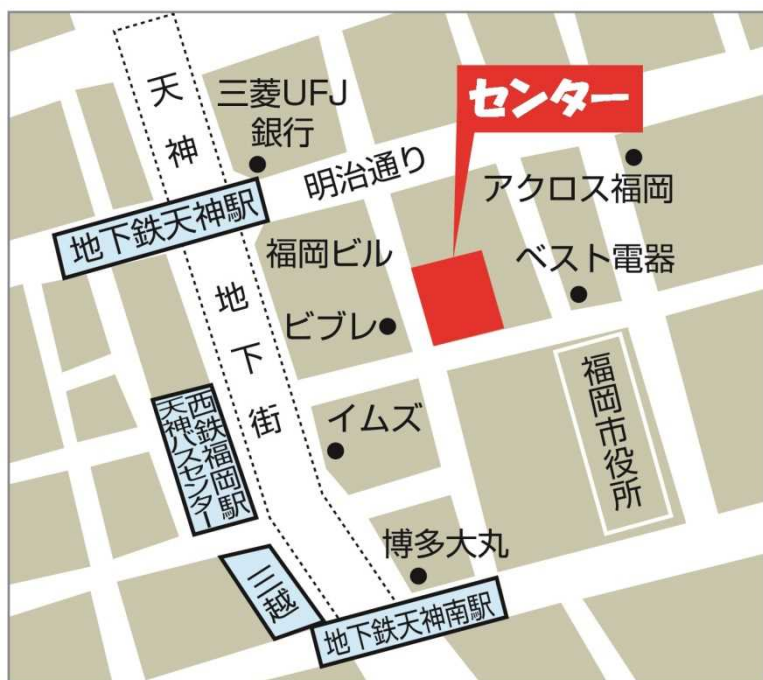 三菱UFJ
銀行
センター
明治通り
アクロス福岡
地下鉄天神駅
天神地下街
福岡ビル
ベスト電器
ビブレ
イムズ
福岡市役所
西鉄福岡駅
天神バスセンター
博多大丸
三越
地下鉄天神南駅